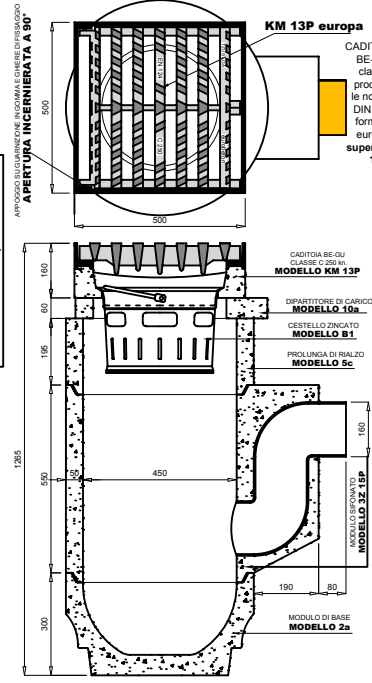 KM 13P europa
CADIT
BE-
cla
prod
le no
DIN
form
eur
super
1
APPOGGIO SU GUARNIZIONE IN GOMMA E GHIERE DI FISSAGGIO
APERTURA INCERNIERATA A 90°
EN 124
C 250
500
500
160
60
195
1265
550
300
50
450
160
190
80
CADITOIA BE-GU
CLASSE C 250 kn.
MODELLO KM 13P
DIPARTITORE DI CARICO
MODELLO 10a
CESTELLO ZINCATO
MODELLO B1
PROLUNGA DI RIALZO
MODELLO 5c
MODULO SIFONATO
MODELLO 3Z 15P
MODULO DI BASE
MODELLO 2a